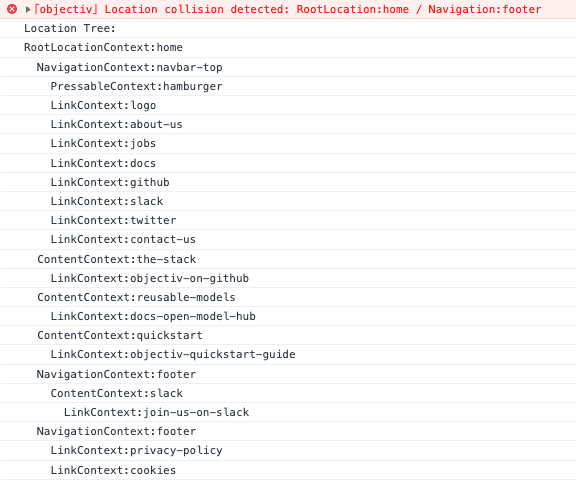 「objectiv」Location collision detected: RootLocation:home / Navigation:footer
Location Tree:
RootLocationContext:home
NavigationContext:navbar-top
PressableContext:hamburger
LinkContext:logo
LinkContext:about-us
LinkContext:jobs
LinkContext:docs
LinkContext:github
LinkContext:slack
LinkContext:twitter
LinkContext:contact-us
ContentContext:the-stack
LinkContext:objectiv-on-github
ContentContext:reusable-models
LinkContext:docs-open-model-hub
ContentContext:quickstart
LinkContext:objectiv-quickstart-guide
NavigationContext:footer
ContentContext:slack
LinkContext:join-us-on-slack
NavigationContext:footer
LinkContext:privacy-policy
LinkContext:cookies